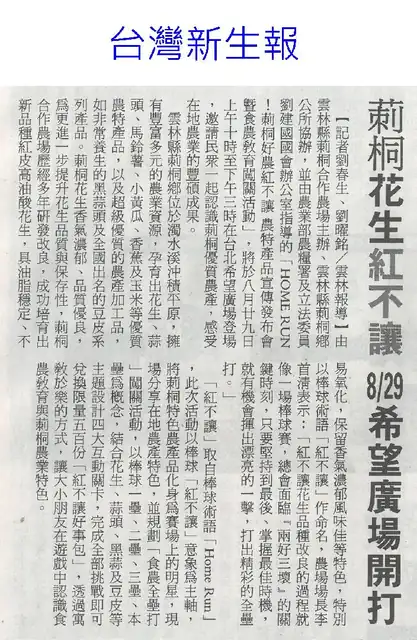 台灣新生報
莿桐花生紅不讓 8/29希望廣場開打
【記者劉春生、劉曜銘／雲林報導】由
雲林縣莿桐合作農場主辦、雲林縣莿桐鄉
公所協辦，並由農業部農糧署及立法委員
劉建國國會辦公室指導的「HOME RUN
！莿桐好農紅不讓 農特產品宣傳發布會
暨食農教育闖關活動」，將於八月廿九日
上午十時至下午三時在台北希望廣場登場
，邀請民眾一起認識莿桐優質農產，感受
在地農業的豐碩成果。
雲林縣莿桐鄉位於濁水溪沖積平原，擁
有豐富多元的農業資源，孕育出花生、蒜
頭、馬鈴薯、小黃瓜、香蕉及玉米等優質
農特產品，以及超級優質的農產加工品，
如非常養生的黑蒜頭及全國出名的豆皮系
列產品。莿桐花生香氣濃郁、品質優良，
為更進一步提升花生品質與保存性，莿桐
合作農場歷經多年研發改良，成功培育出
新品種紅皮高油酸花生，具油脂穩定、不
易氧化，保留香氣濃郁風味佳等特色，特別
以棒球術語「紅不讓」作命名，農場場長李
首清表示：「紅不讓花生品種改良的過程就
像一場棒球賽，總會面臨『兩好三壞』的關
鍵時刻，只要堅持到最後、掌握最佳時機，
就有機會揮出漂亮的一擊，打出精彩的全壘
打。」
「紅不讓」取自棒球術語「Home Run」
，此次活動以棒球「紅不讓」意象為主軸，
將莿桐特色農產品化身為賽場上的明星，現
場分享在地農產特色，並規劃「食農全壘打
」闖關活動，以棒球一壘、二壘、三壘、本
壘為概念，結合花生、蒜頭、黑蒜及豆皮等
主題設計四大互動關卡，完成全部挑戰即可
兌換限量五百份「紅不讓好事包」，透過寓
教於樂的方式，讓大小朋友在遊戲中認識食
農教育與莿桐農業特色。